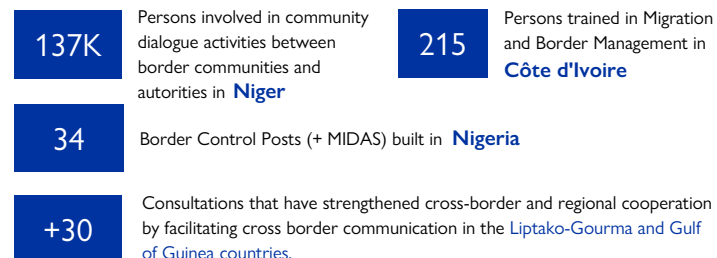 137K
Persons involved in community
dialogue activities between
border communities and
autorities in Niger
215
Persons trained in Migration
and Border Management in
Côte d'Ivoire
34
Border Control Posts (+ MIDAS) built in Nigeria
+30
Consultations that have strengthened cross-border and regional cooperation
by facilitating cross border communication in the Liptako-Gourma and Gulf
of Guinea countries.